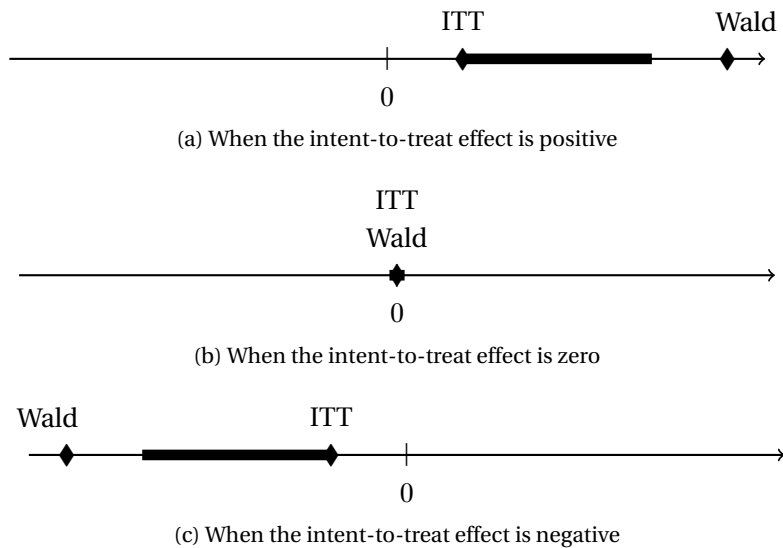 ITT Wald
0
(a) When the intent-to-treat effect is positive
ITT
Wald
0
(b) When the intent-to-treat effect is zero
Wald ITT
0
(c) When the intent-to-treat effect is negative